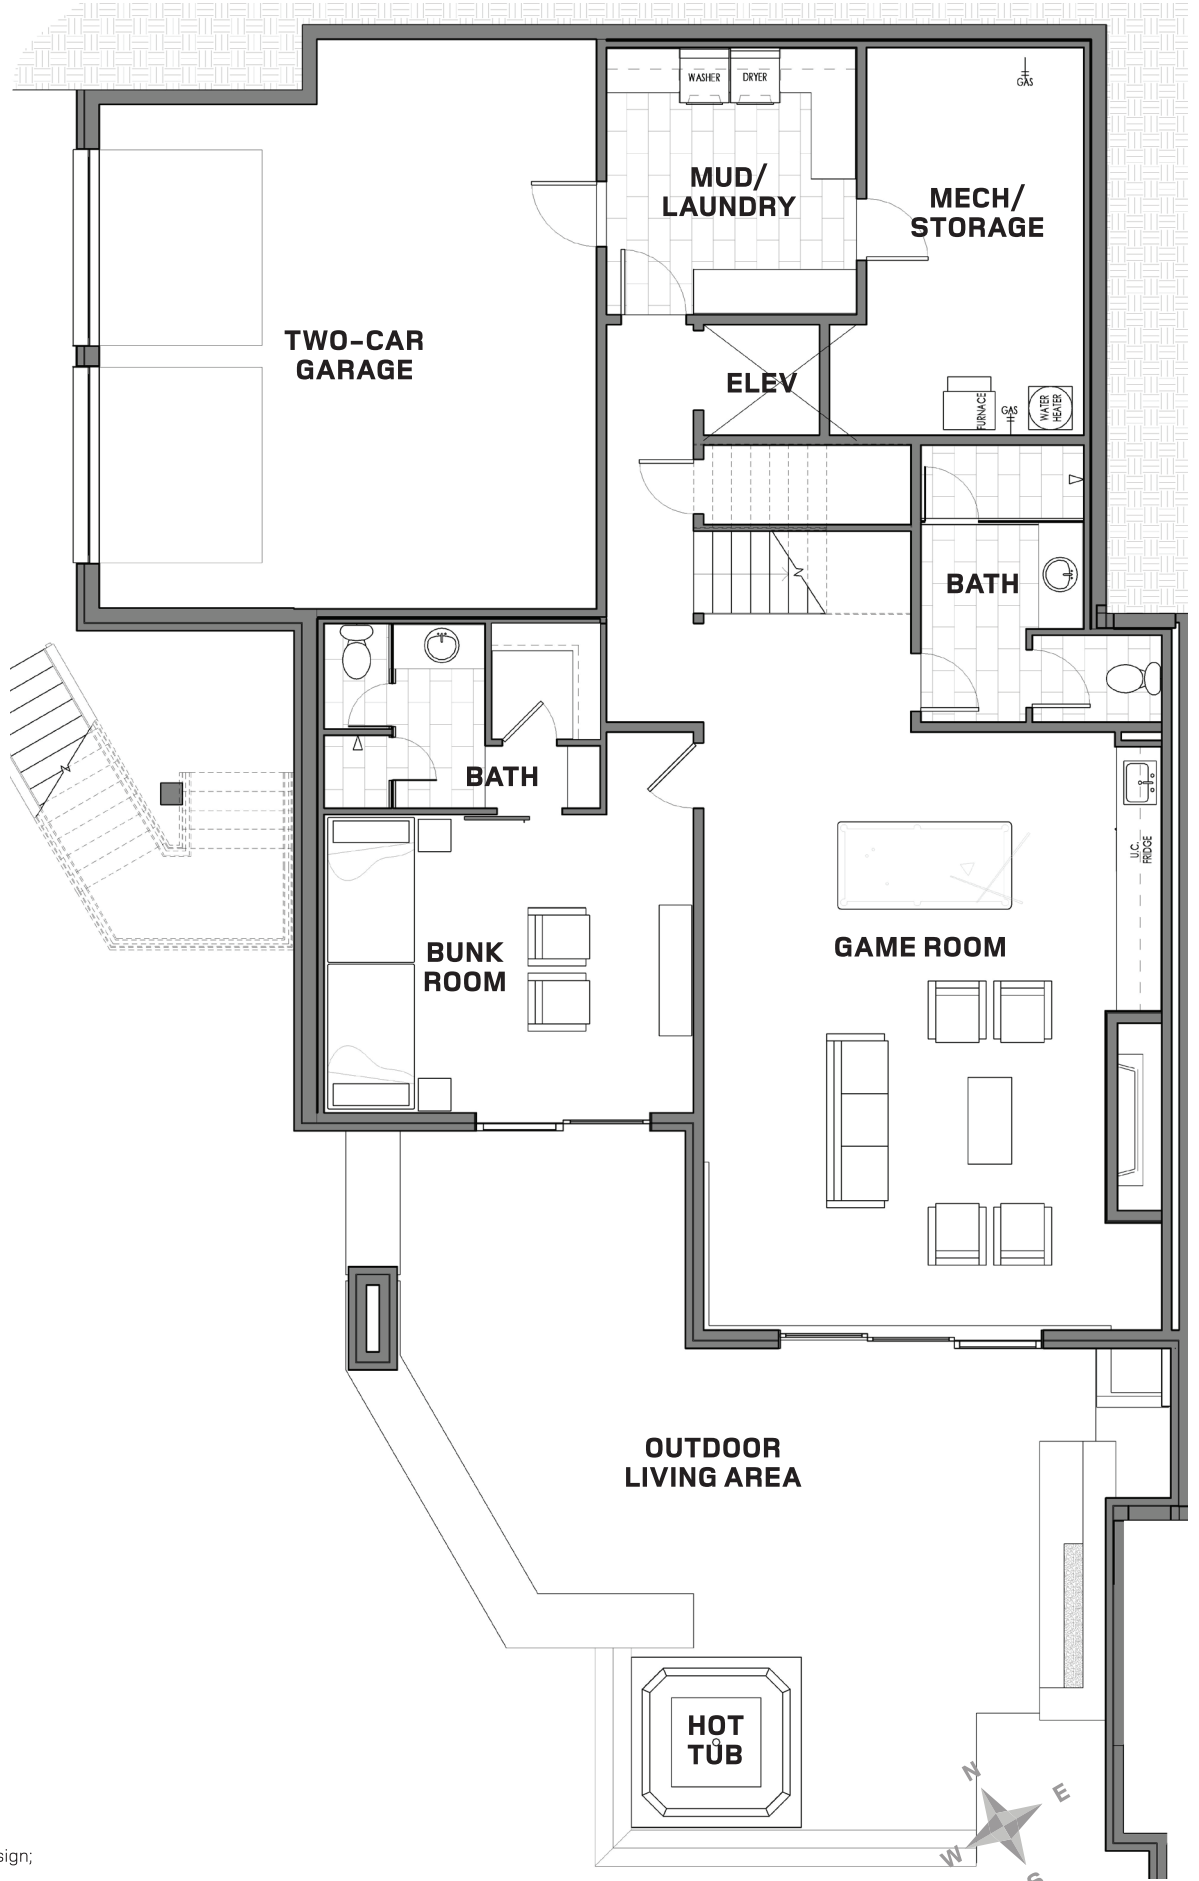 WASHER
DRYER
GAS
MUD/
LAUNDRY
MECH/
STORAGE
TWO-CAR
GARAGE
ELEV
FURNACE
GAS
WATER
HEATER
BATH
BATH
U.C.
FRIDGE
BUNK
ROOM
GAME ROOM
OUTDOOR
LIVING AREA
HOT
TUB
N
E
W
S
sign;